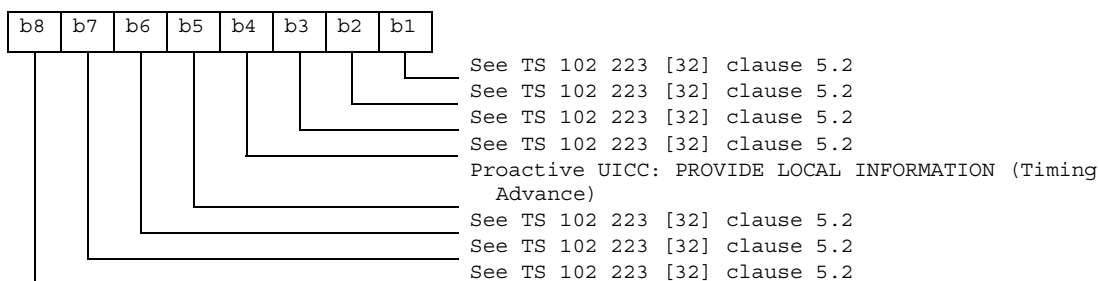 b8 b7 b6 b5 b4 b3 b2 b1
See TS 102 223 [32] clause 5.2
See TS 102 223 [32] clause 5.2
See TS 102 223 [32] clause 5.2
See TS 102 223 [32] clause 5.2
Proactive UICC: PROVIDE LOCAL INFORMATION (Timing
Advance)
See TS 102 223 [32] clause 5.2
See TS 102 223 [32] clause 5.2
See TS 102 223 [32] clause 5.2